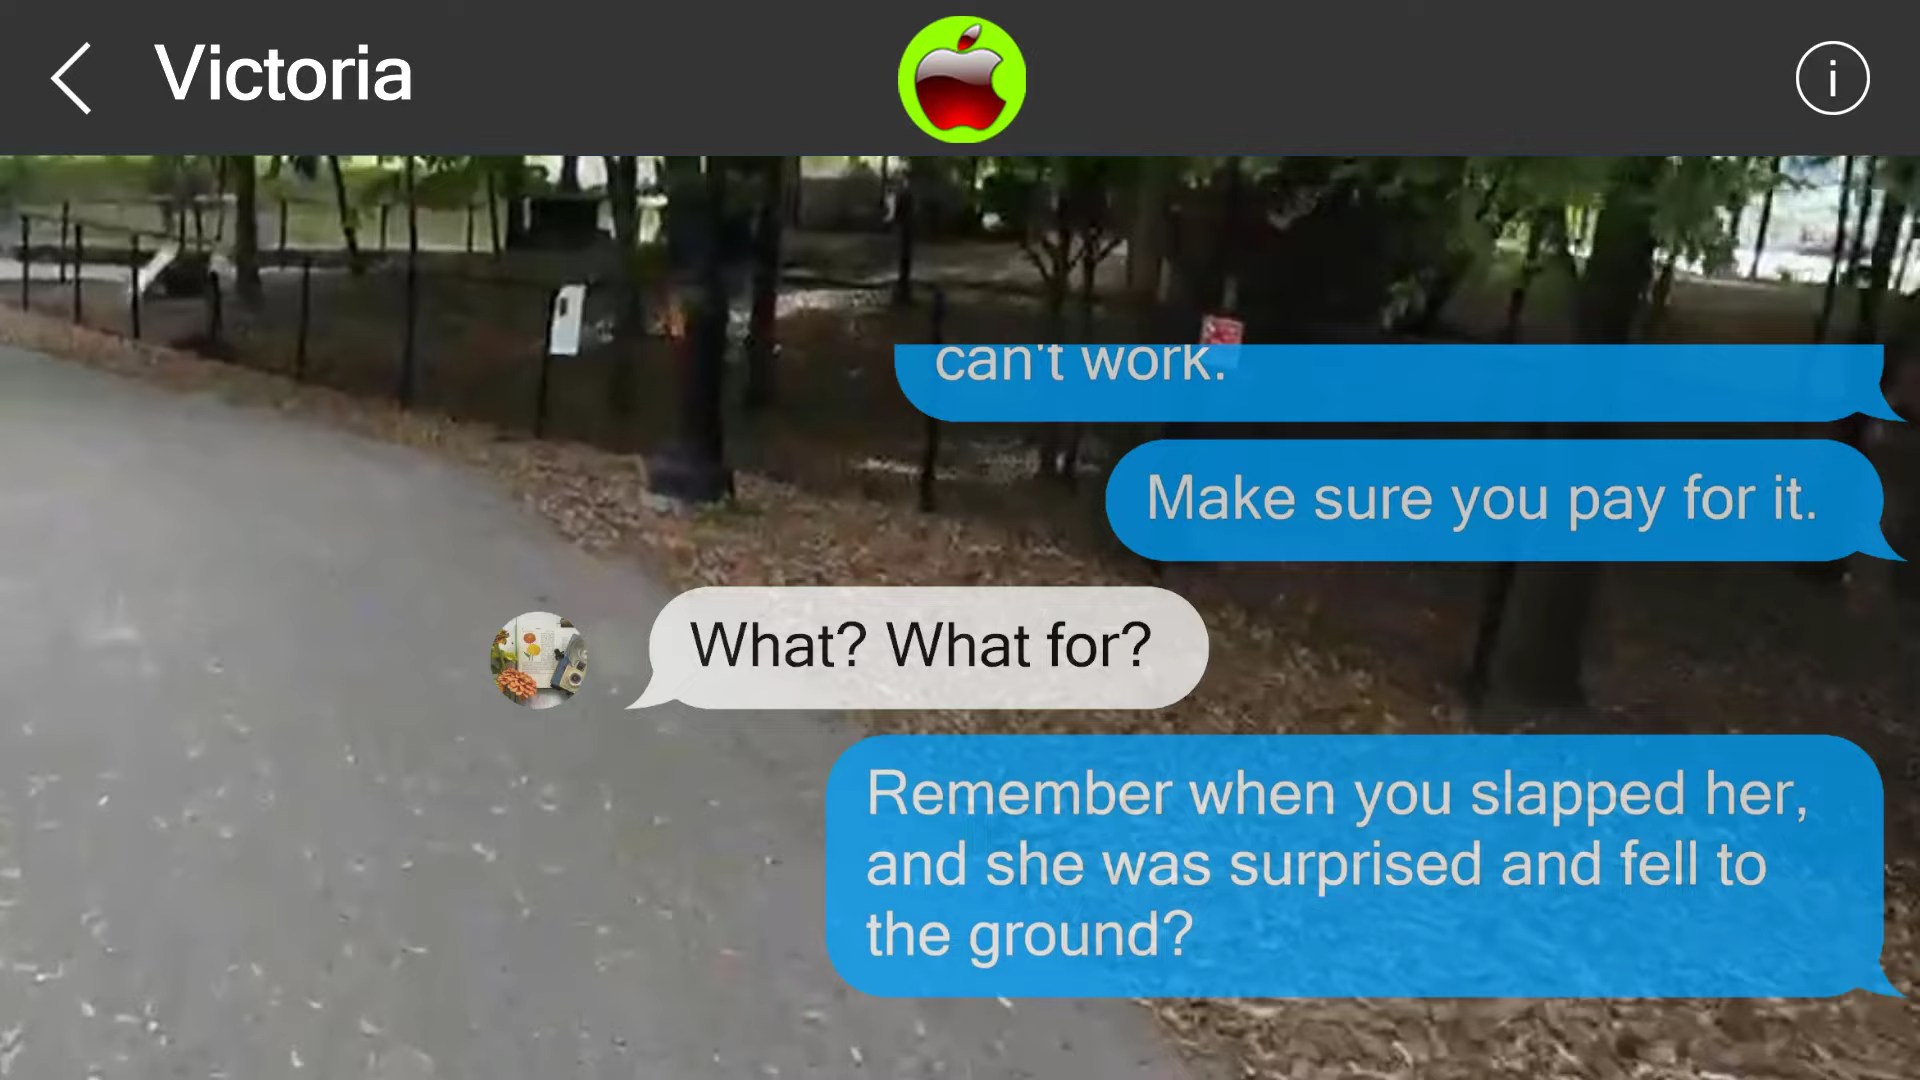 Victoria
i
can't work.
Make sure you pay for it.
What? What for?
Remember when you slapped her,
and she was surprised and fell to
the ground?